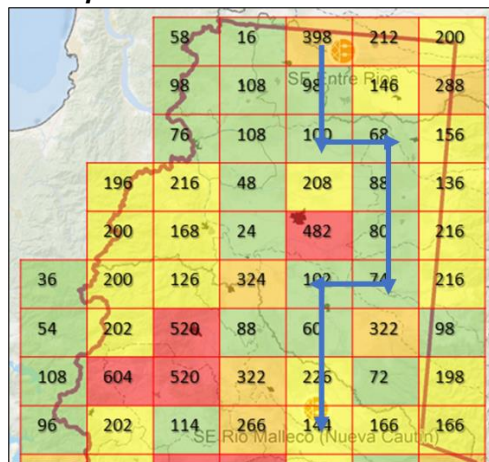 58 16 398 212 200
SE Entre Rios
98 108 98 146 288
76 108 100 68 156
196 216 48 208 88 136
200 168 24 482 80 216
36 200 126 324 192 74 216
54 202 520 88 60 322 98
108 604 520 322 226 72 198
96 202 114 266 144 166 166
SE Rio Malleco (Nueva Cautin)